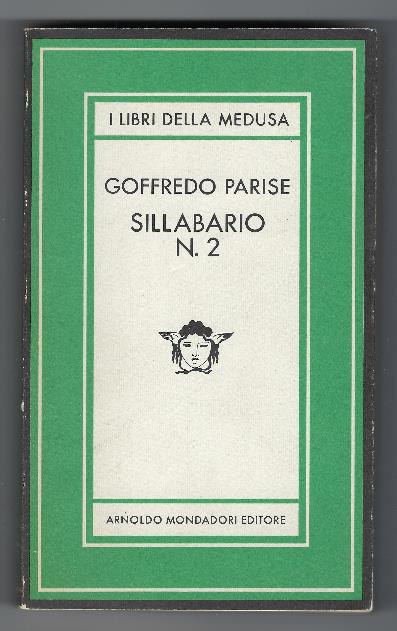 I LIBRI DELLA MEDUSA
GOFFREDO PARISE
SILLABARIO
N. 2
ARNOLDO MONDADORI EDITORE